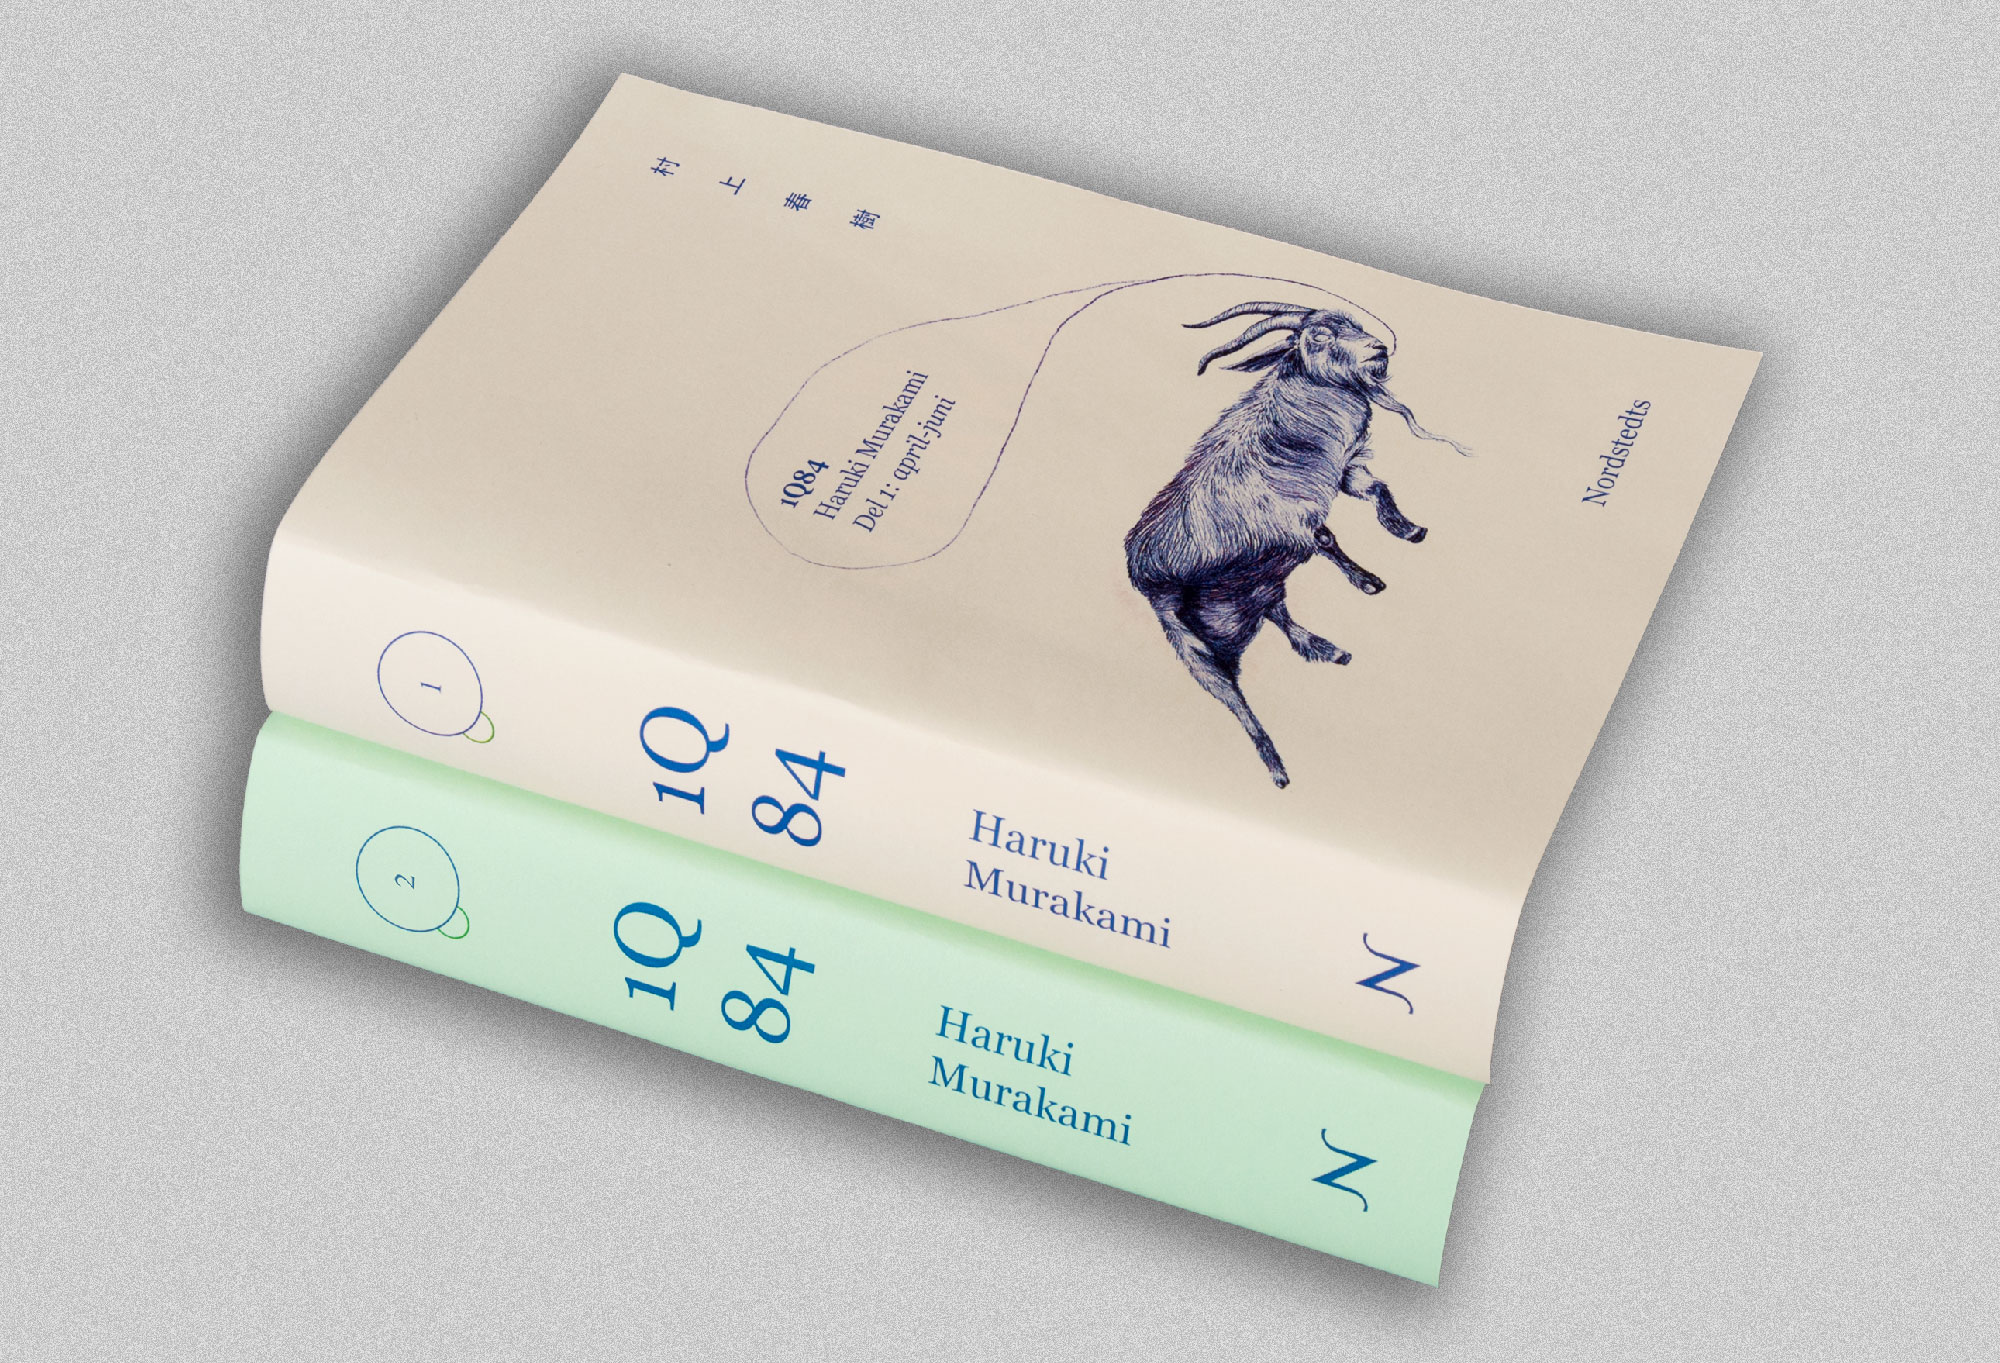 村上春樹
1Q84
Haruki Murakami
Del 1: april-juni
Nordstedts
1
1Q
84
Haruki
Murakami
N
2
1Q
84
Haruki
Murakami
N